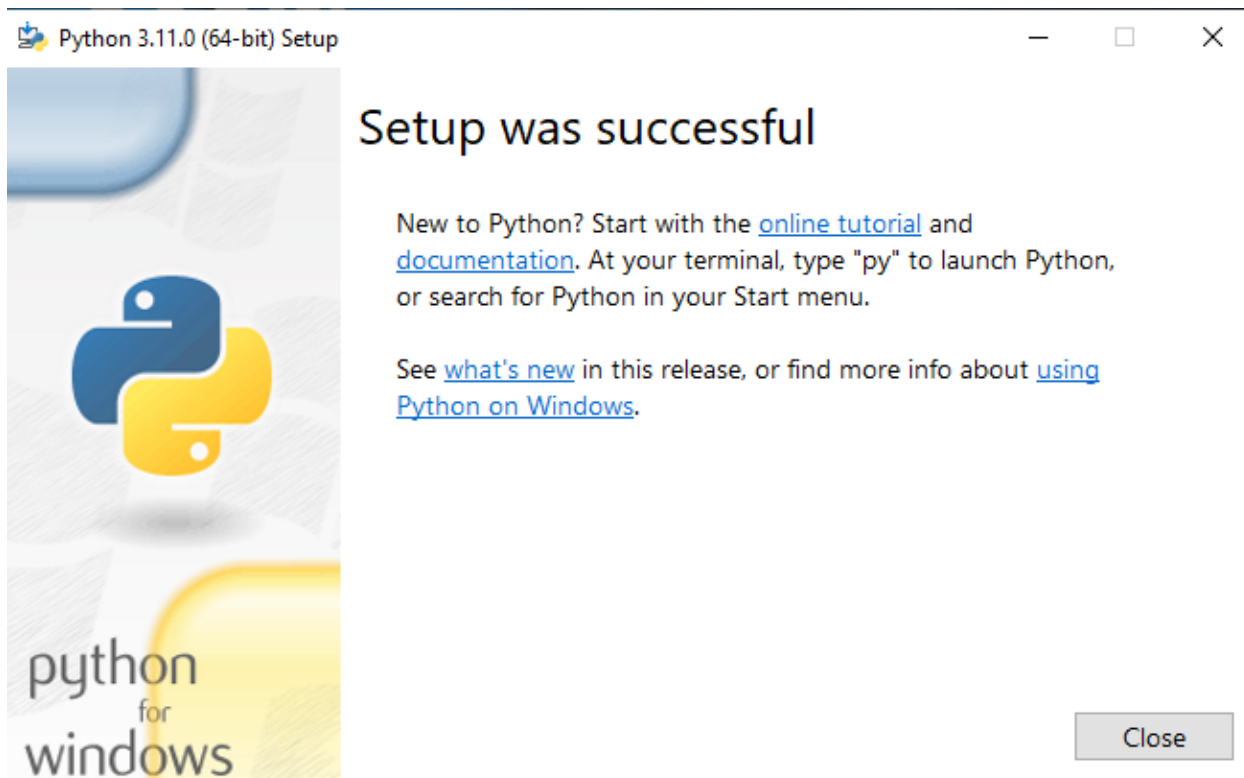 Python 3.11.0 (64-bit) Setup
Setup was successful
New to Python? Start with the online tutorial and
documentation. At your terminal, type "py" to launch Python,
or search for Python in your Start menu.
See what's new in this release, or find more info about using
Python on Windows.
python
for
windows
Close